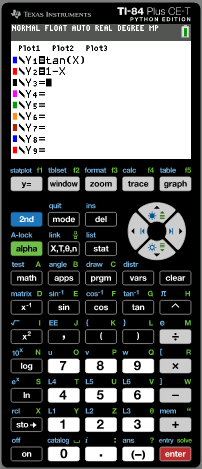 TEXAS INSTRUMENTS TI-84 Plus CE-T
PYTHON EDITION
NORMAL FLOAT AUTO REAL DEGREE MP
Plot1 Plot2 Plot3
\Y1=tan(X)
\Y2=1-X
\Y3=
\Y4=
\Y5=
\Y6=
\Y7=
\Y8=
\Y9=
statplot f1 tblset f2 format f3 calc f4 table f5
y= window zoom trace graph
quit ins
2nd mode del
A-lock link list
alpha X,T,θ,n stat
test A angle B draw C distr
math apps prgm vars clear
matrix D sin⁻¹ E cos⁻¹ F tan⁻¹ G π H
x⁻¹ sin cos tan ^
√ I EE J { K } L e M
x² , ( ) ÷
10ˣ N u O v P w Q [ R
log 7 8 9 ×
eˣ S L4 T L5 U L6 V ] W
ln 4 5 6 −
rcl X L1 Y L2 Z L3 θ mem "
sto→ 1 2 3 +
off catalog ⎵ i : ans ? entry solve
on 0 . (−) enter